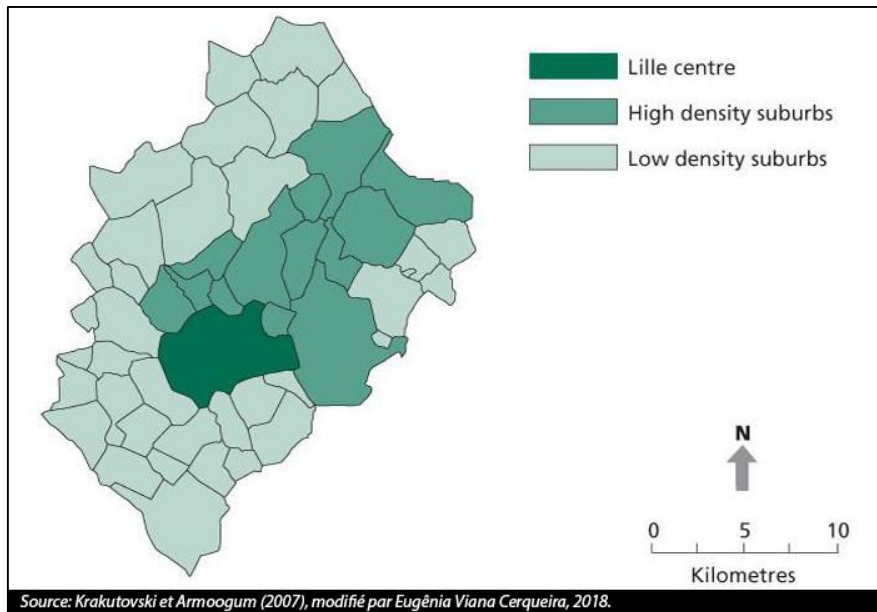 Lille centre
High density suburbs
Low density suburbs
N
0 5 10
Kilometres
Source: Krakutovski et Armoogum (2007), modifié par Eugênia Viana Cerqueira, 2018.